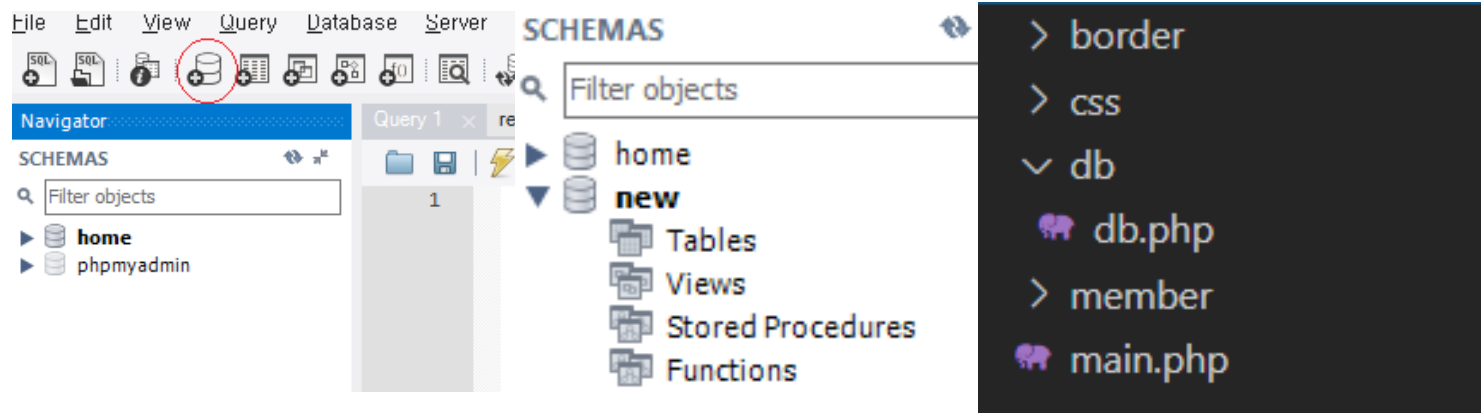 File Edit View Query Database Server
SQL SQL f()
Navigator
SCHEMAS
Filter objects
home
phpmyadmin
Query 1 × re
1
SCHEMAS
Filter objects
home
new
Tables
Views
Stored Procedures
Functions
border
css
db
db.php
member
main.php